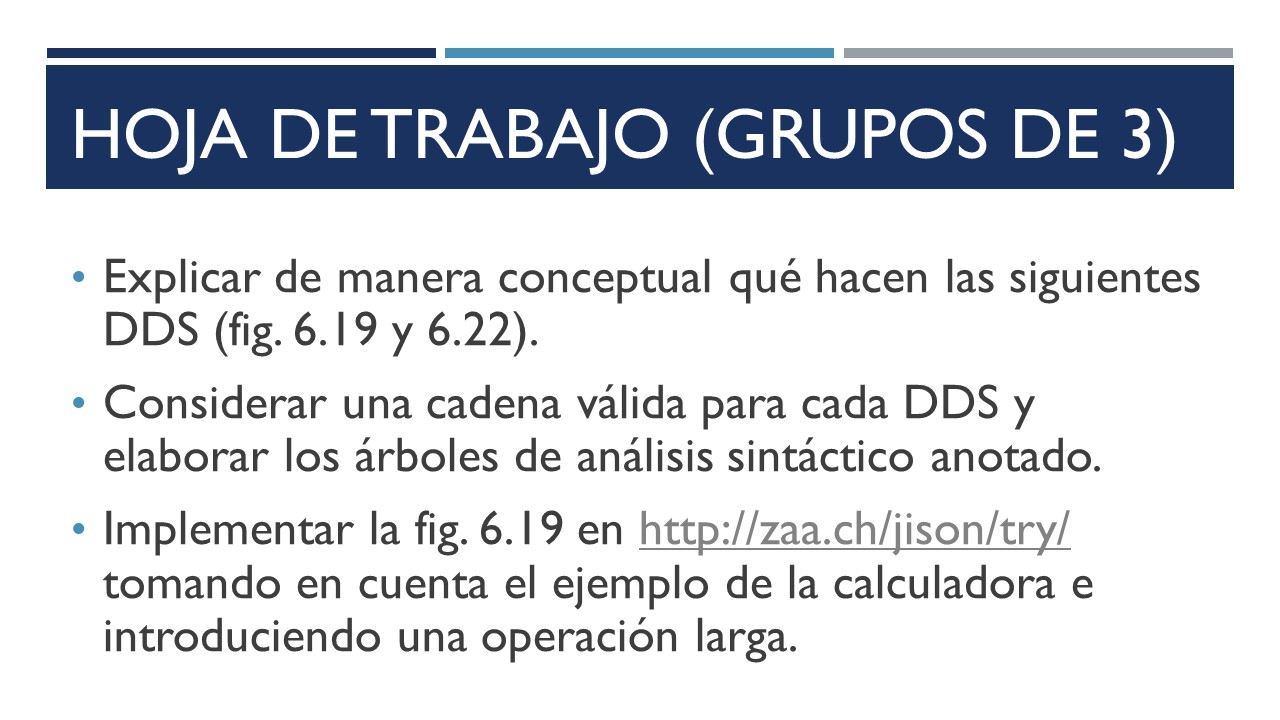 HOJA DE TRABAJO (GRUPOS DE 3)
• Explicar de manera conceptual qué hacen las siguientes
DDS (fig. 6.19 y 6.22).
• Considerar una cadena válida para cada DDS y
elaborar los árboles de análisis sintáctico anotado.
• Implementar la fig. 6.19 en http://zaa.ch/jison/try/
tomando en cuenta el ejemplo de la calculadora e
introduciendo una operación larga.